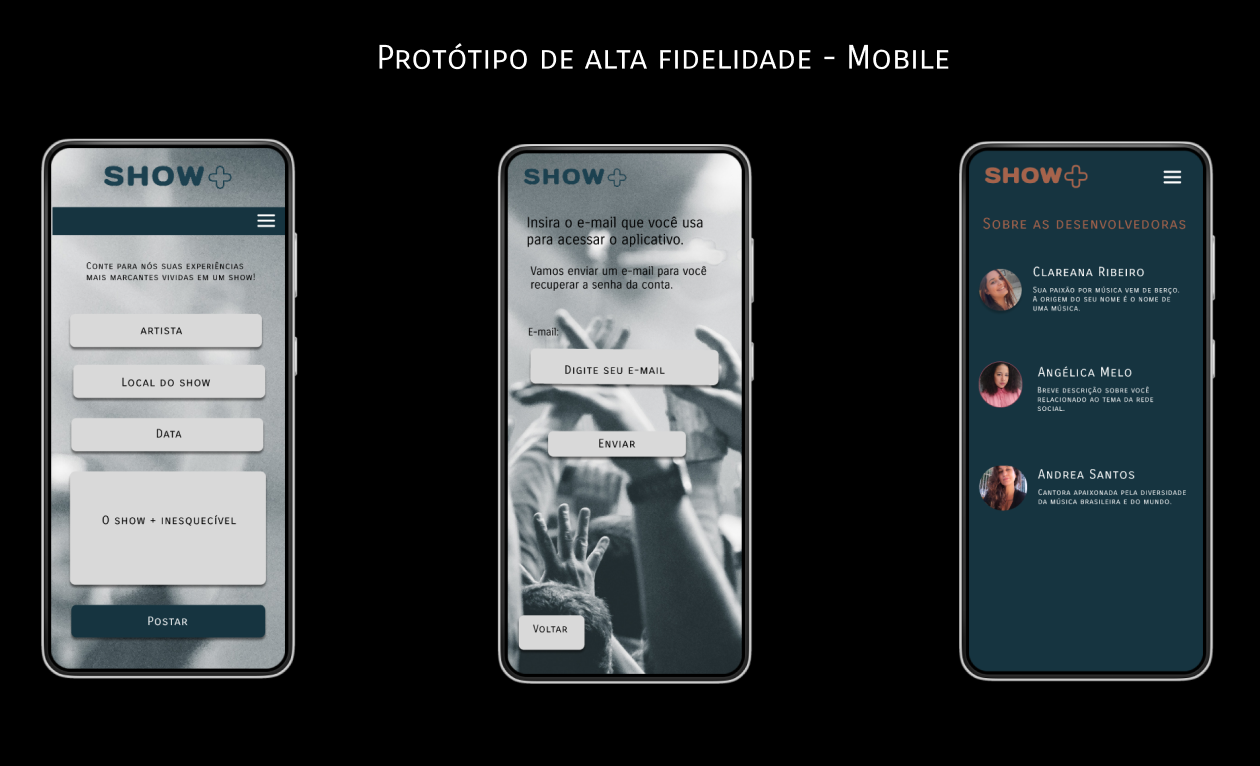 Protótipo de alta fidelidade - Mobile
SHOW
Conte para nós suas experiências
mais marcantes vividas em um show!
artista
Local do show
Data
O show + inesquecível
Postar
SHOW
Insira o e-mail que você usa
para acessar o aplicativo.
Vamos enviar um e-mail para você
recuperar a senha da conta.
E-mail:
Digite seu e-mail
Enviar
Voltar
SHOW
Sobre as desenvolvedoras
Clareana Ribeiro
Sua paixão por música vem de berço.
A origem do seu nome é o nome de
uma música.
Angélica Melo
Breve descrição sobre você
relacionado ao tema da rede
social.
Andrea Santos
Cantora apaixonada pela diversidade
da música brasileira e do mundo.